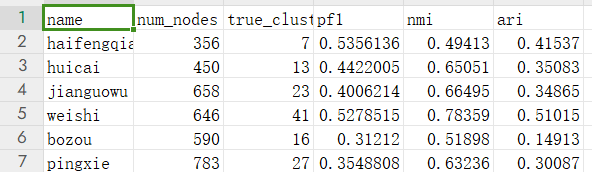 1 name num_nodes true_clust pf1 nmi ari
2 haifengqia 356 7 0.5356136 0.49413 0.41537
3 huicai 450 13 0.4422005 0.65051 0.35083
4 jianguowu 658 23 0.4006214 0.66495 0.34865
5 weishi 646 41 0.5278515 0.78359 0.51015
6 bozou 590 16 0.31212 0.51898 0.14913
7 pingxie 783 27 0.3548808 0.63236 0.30087